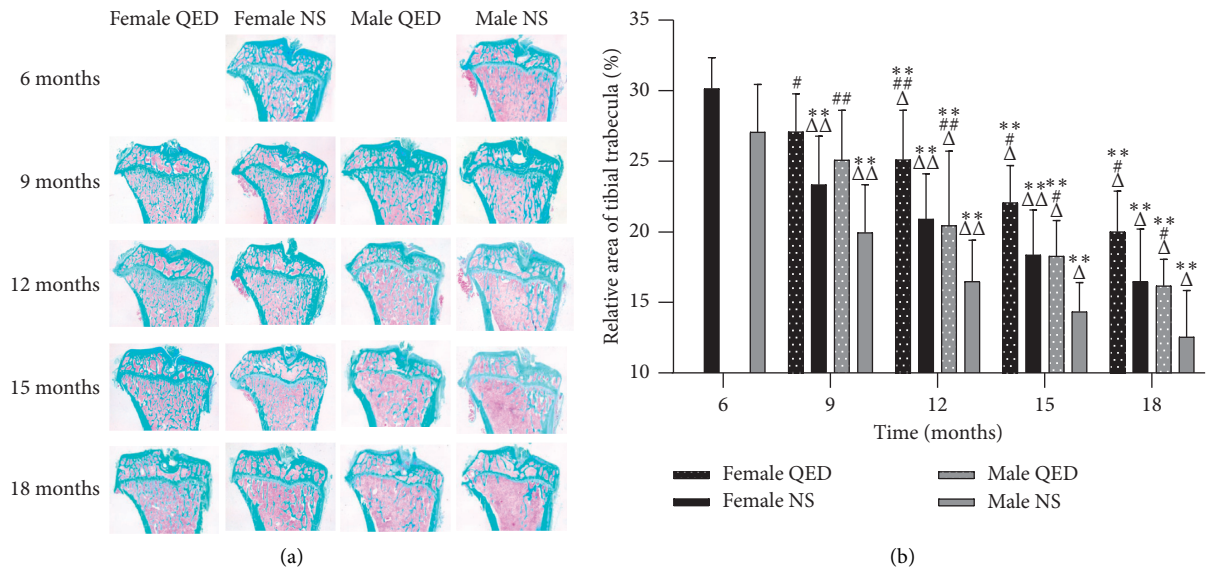 Female QED Female NS Male QED Male NS
6 months
9 months
12 months
15 months
18 months
(a)
Relative area of tibial trabecula (%)
35
30
25
20
15
10
#
**
ΔΔ
##
**
ΔΔ
**
##
Δ
**
ΔΔ
**
##
Δ
**
ΔΔ
**
#
Δ
**
ΔΔ
**
#
Δ
**
Δ
**
#
Δ
**
Δ
**
#
Δ
**
Δ
6 9 12 15 18
Time (months)
Female QED Male QED
Female NS Male NS
(b)